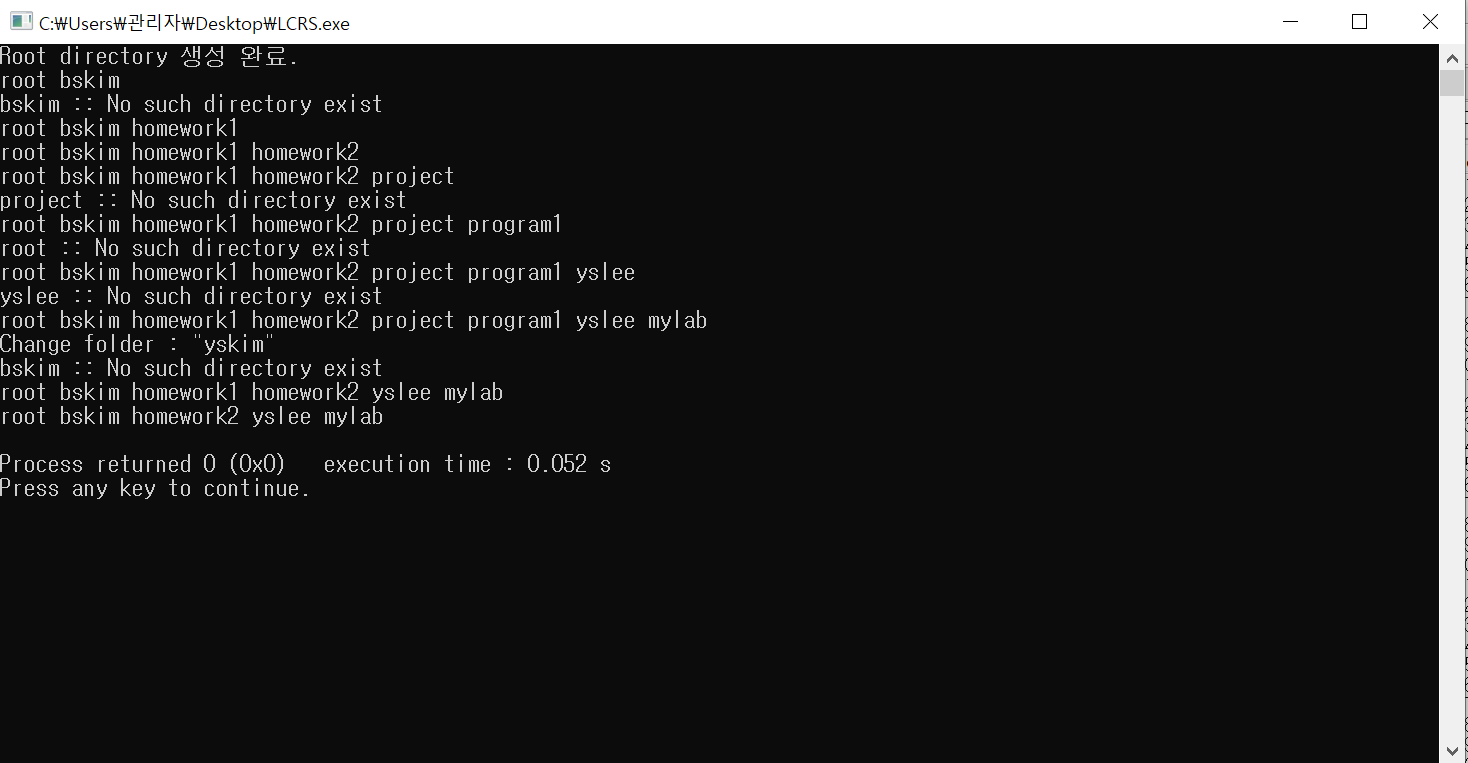 C:₩Users₩관리자₩Desktop₩LCRS.exe
Root directory 생성 완료.
root bskim
bskim :: No such directory exist
root bskim homework1
root bskim homework1 homework2
root bskim homework1 homework2 project
project :: No such directory exist
root bskim homework1 homework2 project program1
root :: No such directory exist
root bskim homework1 homework2 project program1 yslee
yslee :: No such directory exist
root bskim homework1 homework2 project program1 yslee mylab
Change folder : "yskim"
bskim :: No such directory exist
root bskim homework1 homework2 yslee mylab
root bskim homework2 yslee mylab
Process returned 0 (0x0)   execution time : 0.052 s
Press any key to continue.